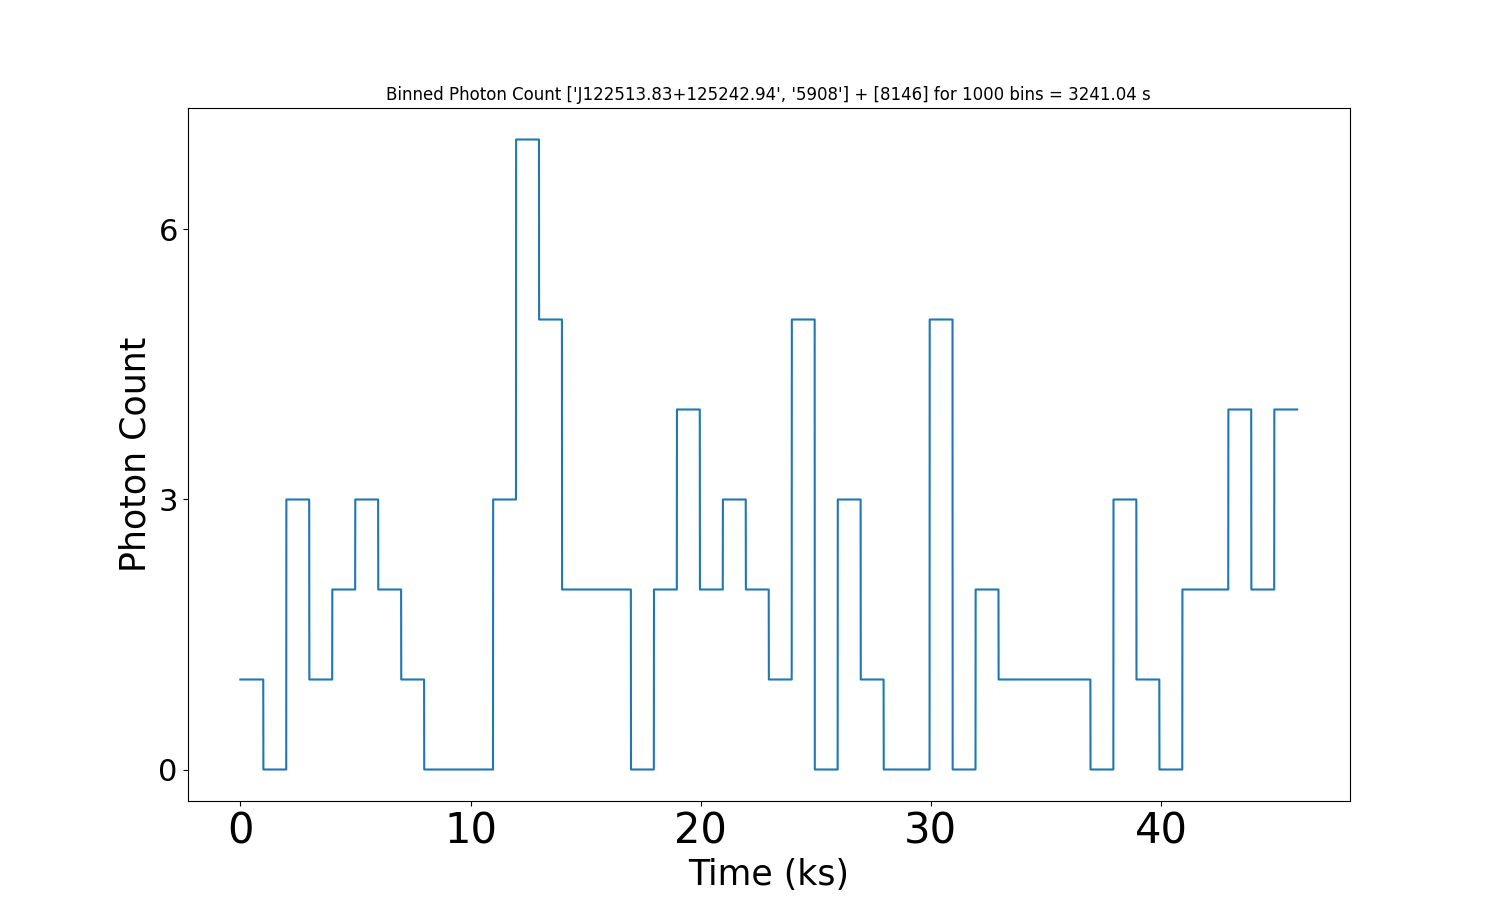 Binned Photon Count ['J122513.83+125242.94', '5908'] + [8146] for 1000 bins = 3241.04 s
6
3
0
Photon Count
0 10 20 30 40
Time (ks)